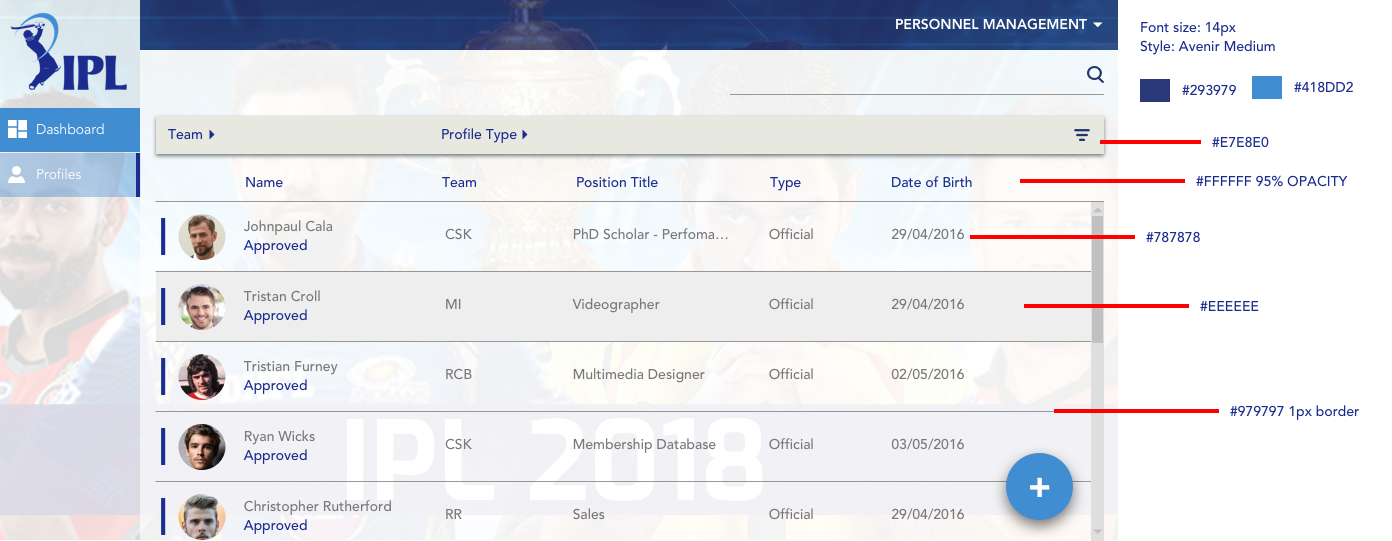 IPL
PERSONNEL MANAGEMENT
Font size: 14px
Style: Avenir Medium
#293979
#418DD2
Dashboard
Profiles
Team
Profile Type
#E7E8E0
Name
Team
Position Title
Type
Date of Birth
#FFFFFF 95% OPACITY
Johnpaul Cala
Approved
CSK
PhD Scholar - Perfoma...
Official
29/04/2016
#787878
Tristan Croll
Approved
MI
Videographer
Official
29/04/2016
#EEEEEE
Tristian Furney
Approved
RCB
Multimedia Designer
Official
02/05/2016
#979797 1px border
Ryan Wicks
Approved
CSK
Membership Database
Official
03/05/2016
IPL 2018
Christopher Rutherford
Approved
RR
Sales
Official
29/04/2016